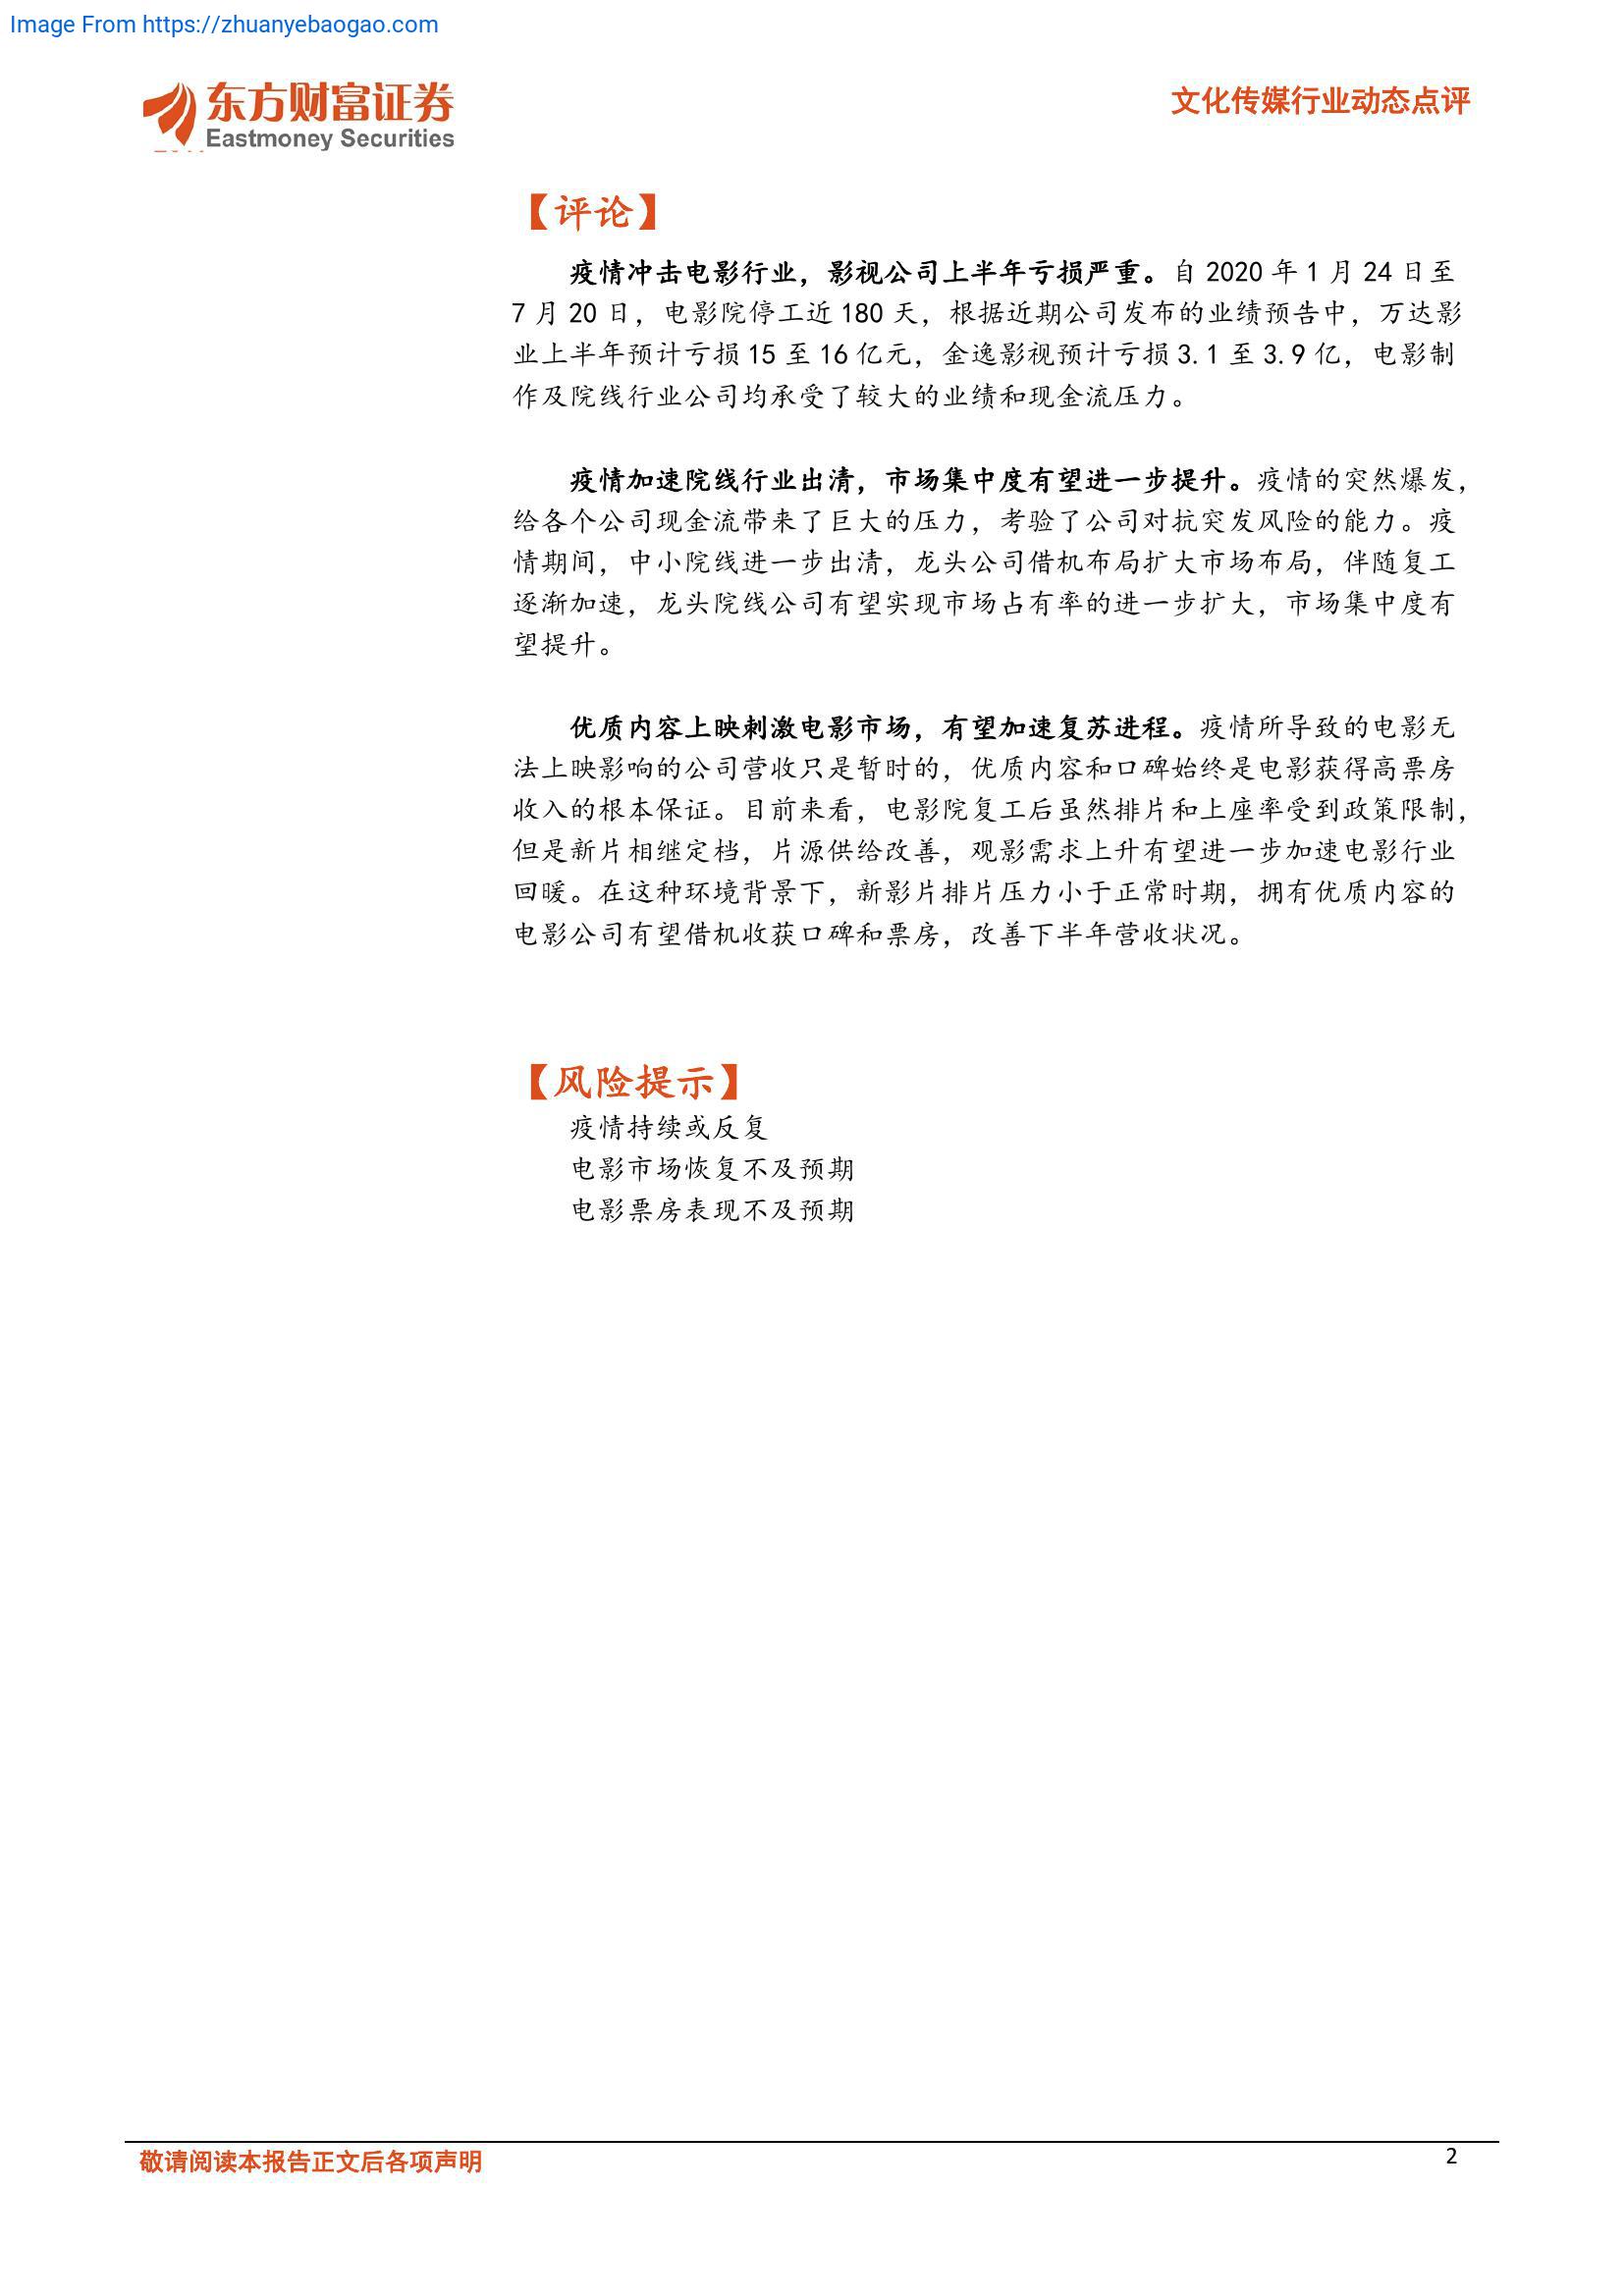 Image From https://zhuanyebaogao.com
东方财富证券
Eastmoney Securities
文化传媒行业动态点评
【评论】
疫情冲击电影行业，影视公司上半年亏损严重。自 2020 年 1 月 24 日至
7 月 20 日，电影院停工近 180 天，根据近期公司发布的业绩预告中，万达影
业上半年预计亏损 15 至 16 亿元，金逸影视预计亏损 3.1 至 3.9 亿，电影制
作及院线行业公司均承受了较大的业绩和现金流压力。
疫情加速院线行业出清，市场集中度有望进一步提升。疫情的突然爆发，
给各个公司现金流带来了巨大的压力，考验了公司对抗突发风险的能力。疫
情期间，中小院线进一步出清，龙头公司借机布局扩大市场布局，伴随复工
逐渐加速，龙头院线公司有望实现市场占有率的进一步扩大，市场集中度有
望提升。
优质内容上映刺激电影市场，有望加速复苏进程。疫情所导致的电影无
法上映影响的公司营收只是暂时的，优质内容和口碑始终是电影获得高票房
收入的根本保证。目前来看，电影院复工后虽然排片和上座率受到政策限制，
但是新片相继定档，片源供给改善，观影需求上升有望进一步加速电影行业
回暖。在这种环境背景下，新影片排片压力小于正常时期，拥有优质内容的
电影公司有望借机收获口碑和票房，改善下半年营收状况。
【风险提示】
疫情持续或反复
电影市场恢复不及预期
电影票房表现不及预期
敬请阅读本报告正文后各项声明
2